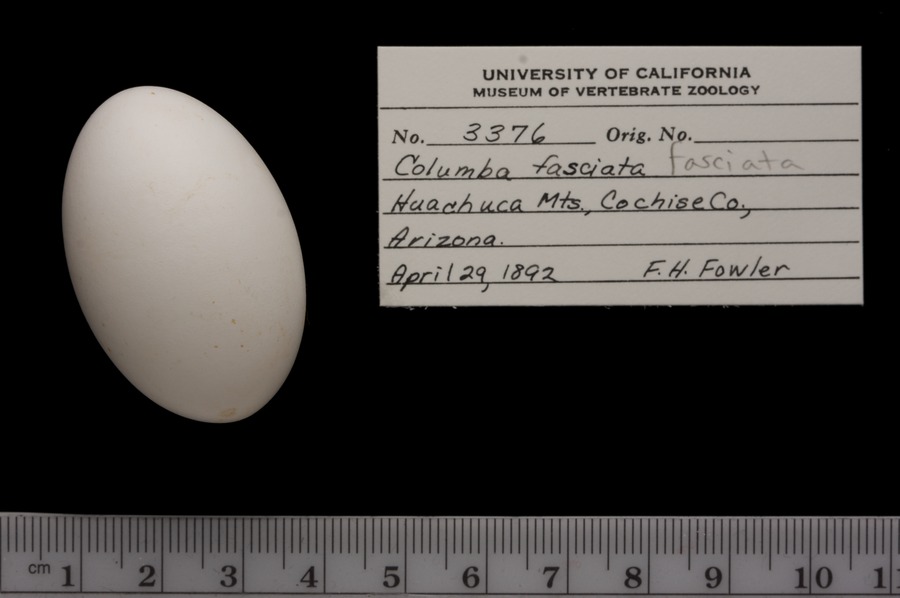 UNIVERSITY OF CALIFORNIA
MUSEUM OF VERTEBRATE ZOOLOGY
No. 3376 Orig. No.
Columba fasciata fasciata
Huachuca Mts., Cochise Co.,
Arizona.
April 29, 1892 F. H. Fowler
cm 1 2 3 4 5 6 7 8 9 10 1